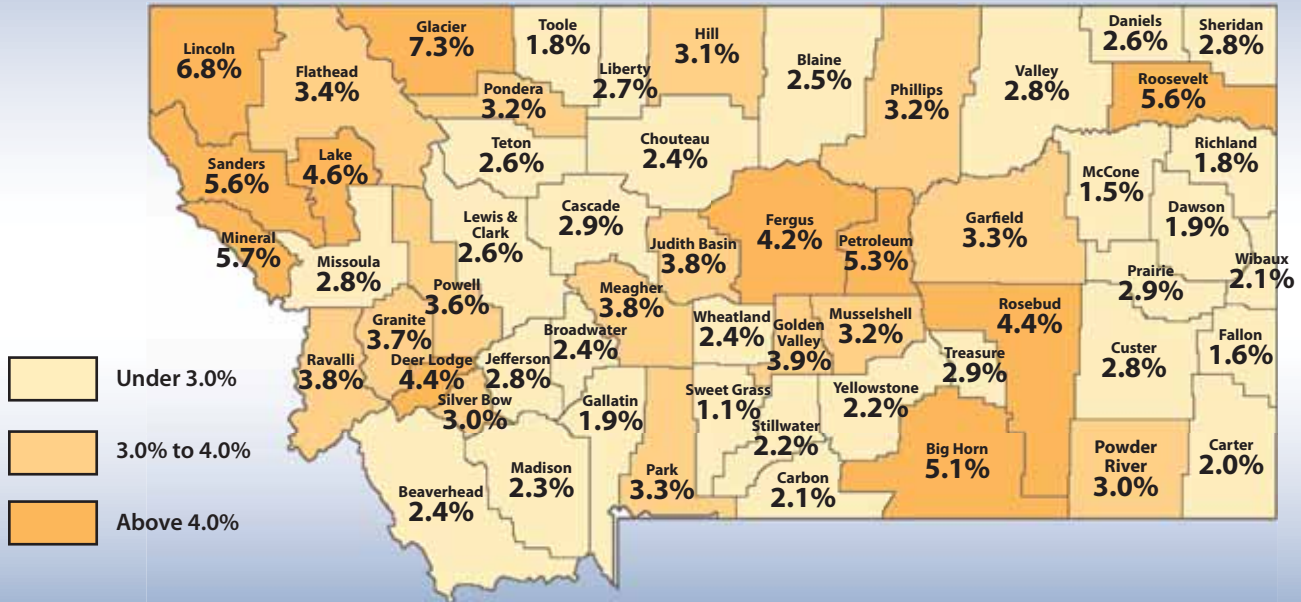 Lincoln
6.8%
Flathead
3.4%
Glacier
7.3%
Toole
1.8%
Liberty
2.7%
Hill
3.1%
Blaine
2.5%
Phillips
3.2%
Valley
2.8%
Daniels
2.6%
Sheridan
2.8%
Roosevelt
5.6%
Pondera
3.2%
Teton
2.6%
Chouteau
2.4%
Richland
1.8%
McCone
1.5%
Dawson
1.9%
Wibaux
2.1%
Sanders
5.6%
Lake
4.6%
Mineral
5.7%
Missoula
2.8%
Lewis &
Clark
2.6%
Cascade
2.9%
Judith Basin
3.8%
Fergus
4.2%
Petroleum
5.3%
Garfield
3.3%
Prairie
2.9%
Powell
3.6%
Granite
3.7%
Ravalli
3.8%
Deer Lodge
4.4%
Silver Bow
3.0%
Jefferson
2.8%
Broadwater
2.4%
Meagher
3.8%
Wheatland
2.4%
Golden
Valley
3.9%
Musselshell
3.2%
Rosebud
4.4%
Treasure
2.9%
Custer
2.8%
Fallon
1.6%
Gallatin
1.9%
Sweet Grass
1.1%
Stillwater
2.2%
Yellowstone
2.2%
Beaverhead
2.4%
Madison
2.3%
Park
3.3%
Carbon
2.1%
Big Horn
5.1%
Powder
River
3.0%
Carter
2.0%
Under 3.0%
3.0% to 4.0%
Above 4.0%